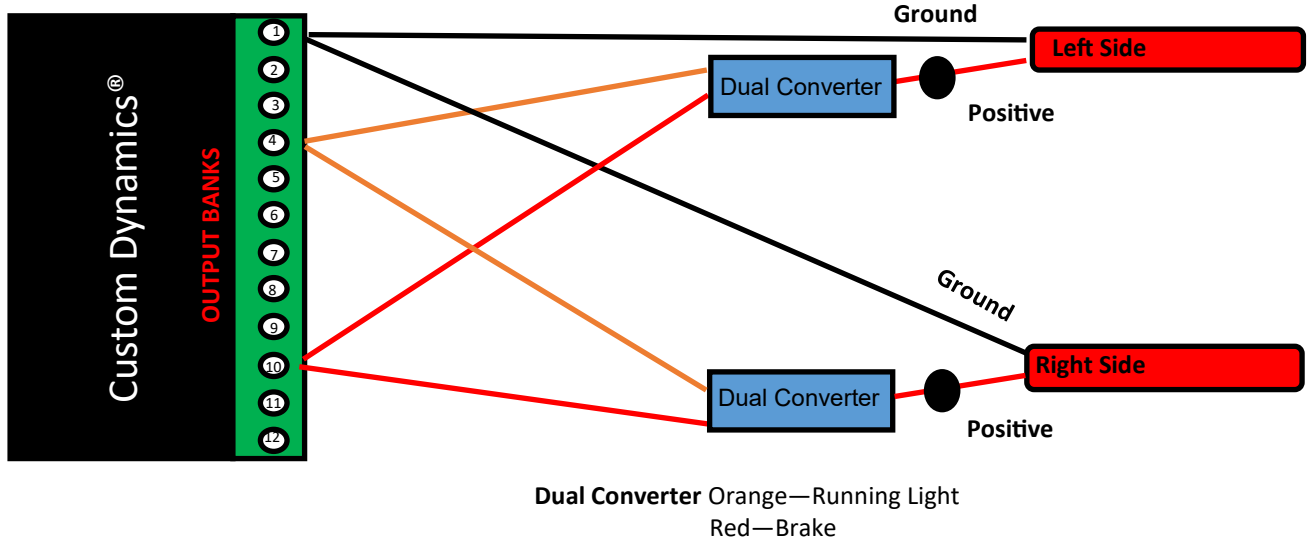 Custom Dynamics®
OUTPUT BANKS
1
2
3
4
5
6
7
8
9
10
11
12
Ground
Left Side
Dual Converter
Positive
Ground
Right Side
Dual Converter
Positive
Dual Converter Orange—Running Light
Red—Brake